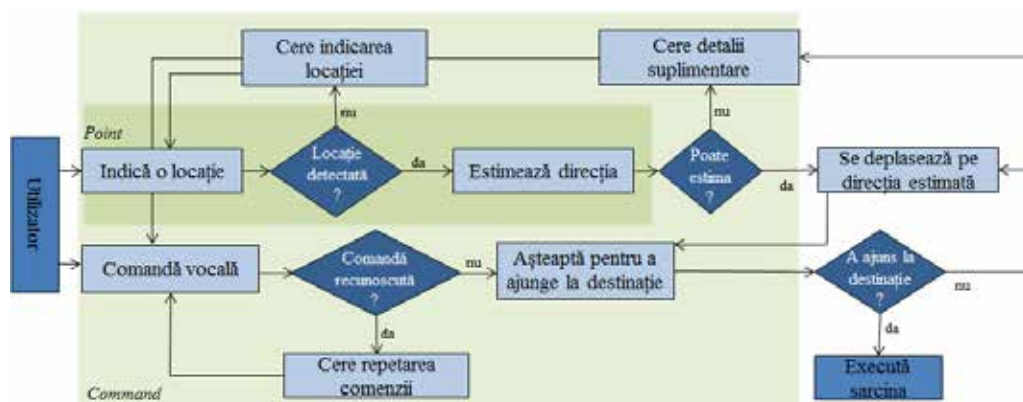 Cere indicarea
locației
Cere detalii
suplimentare
nu
nu
Point
Utilizator
Indică o locație
Locație
detectată
?
da
Estimează direcția
Poate
estima
?
da
Se deplasează pe
direcția estimată
Comandă vocală
Comandă
recunoscută
?
nu
Așteaptă pentru a
ajunge la destinație
A ajuns la
destinație
?
nu
da
da
Cere repetarea
comenzii
Execută
sarcina
Command